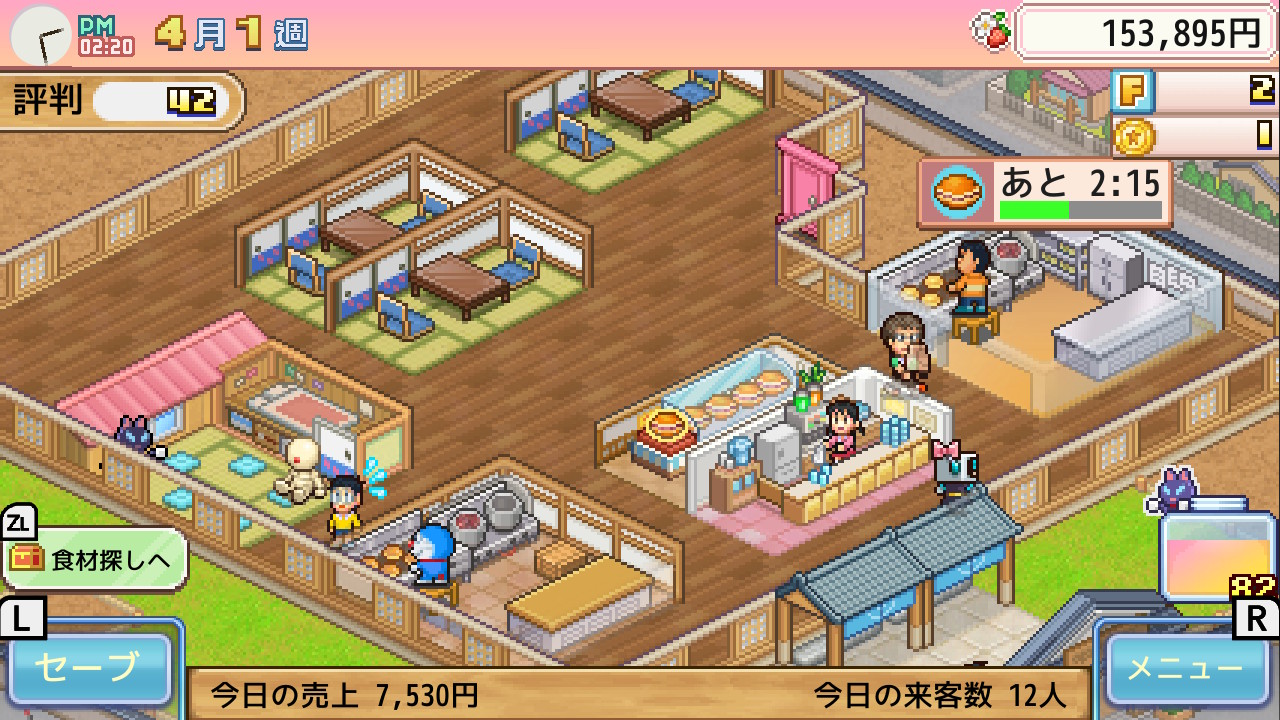 PM
02:20
4月1週
153,895円
評判 42
F 2
1
あと 2:15
ZL
食材探しへ
L
セーブ
今日の売上 7,530円
今日の来客数 12人
82
R
メニュー